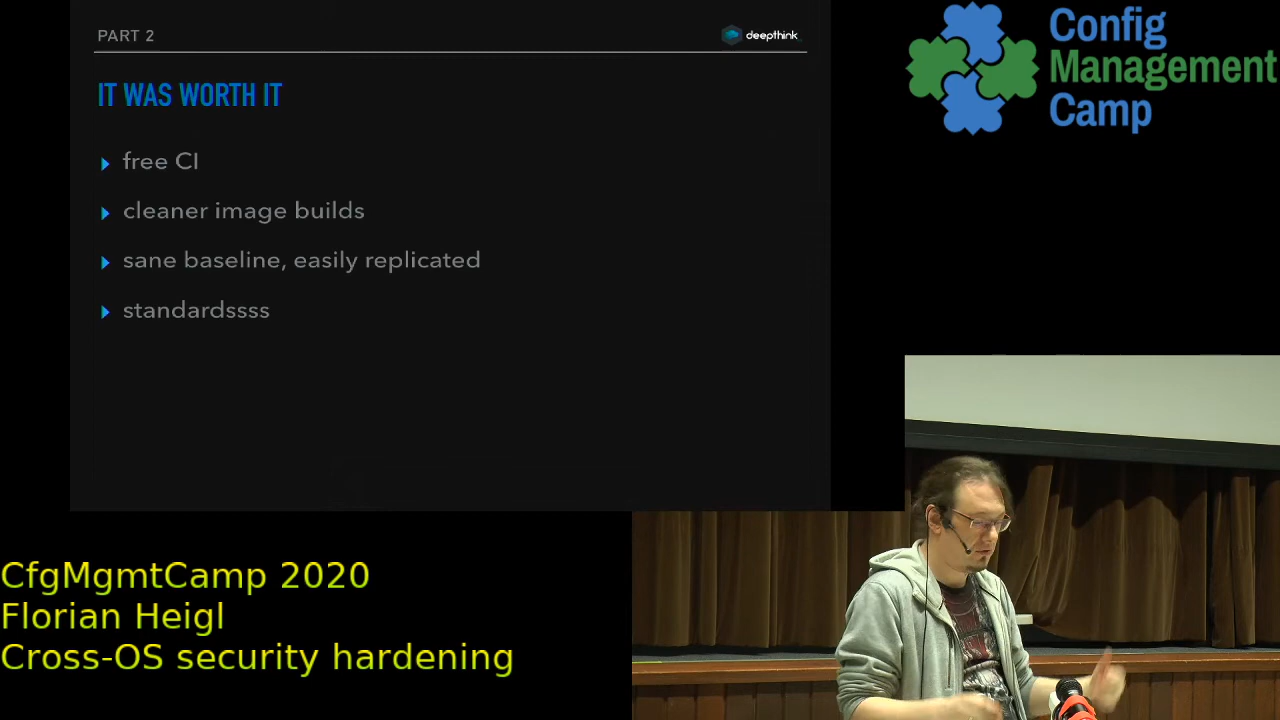 PART 2
deepthink
IT WAS WORTH IT
free CI
cleaner image builds
sane baseline, easily replicated
standardssss
Config
Management
Camp
CfgMgmtCamp 2020
Florian Heigl
Cross-OS security hardening